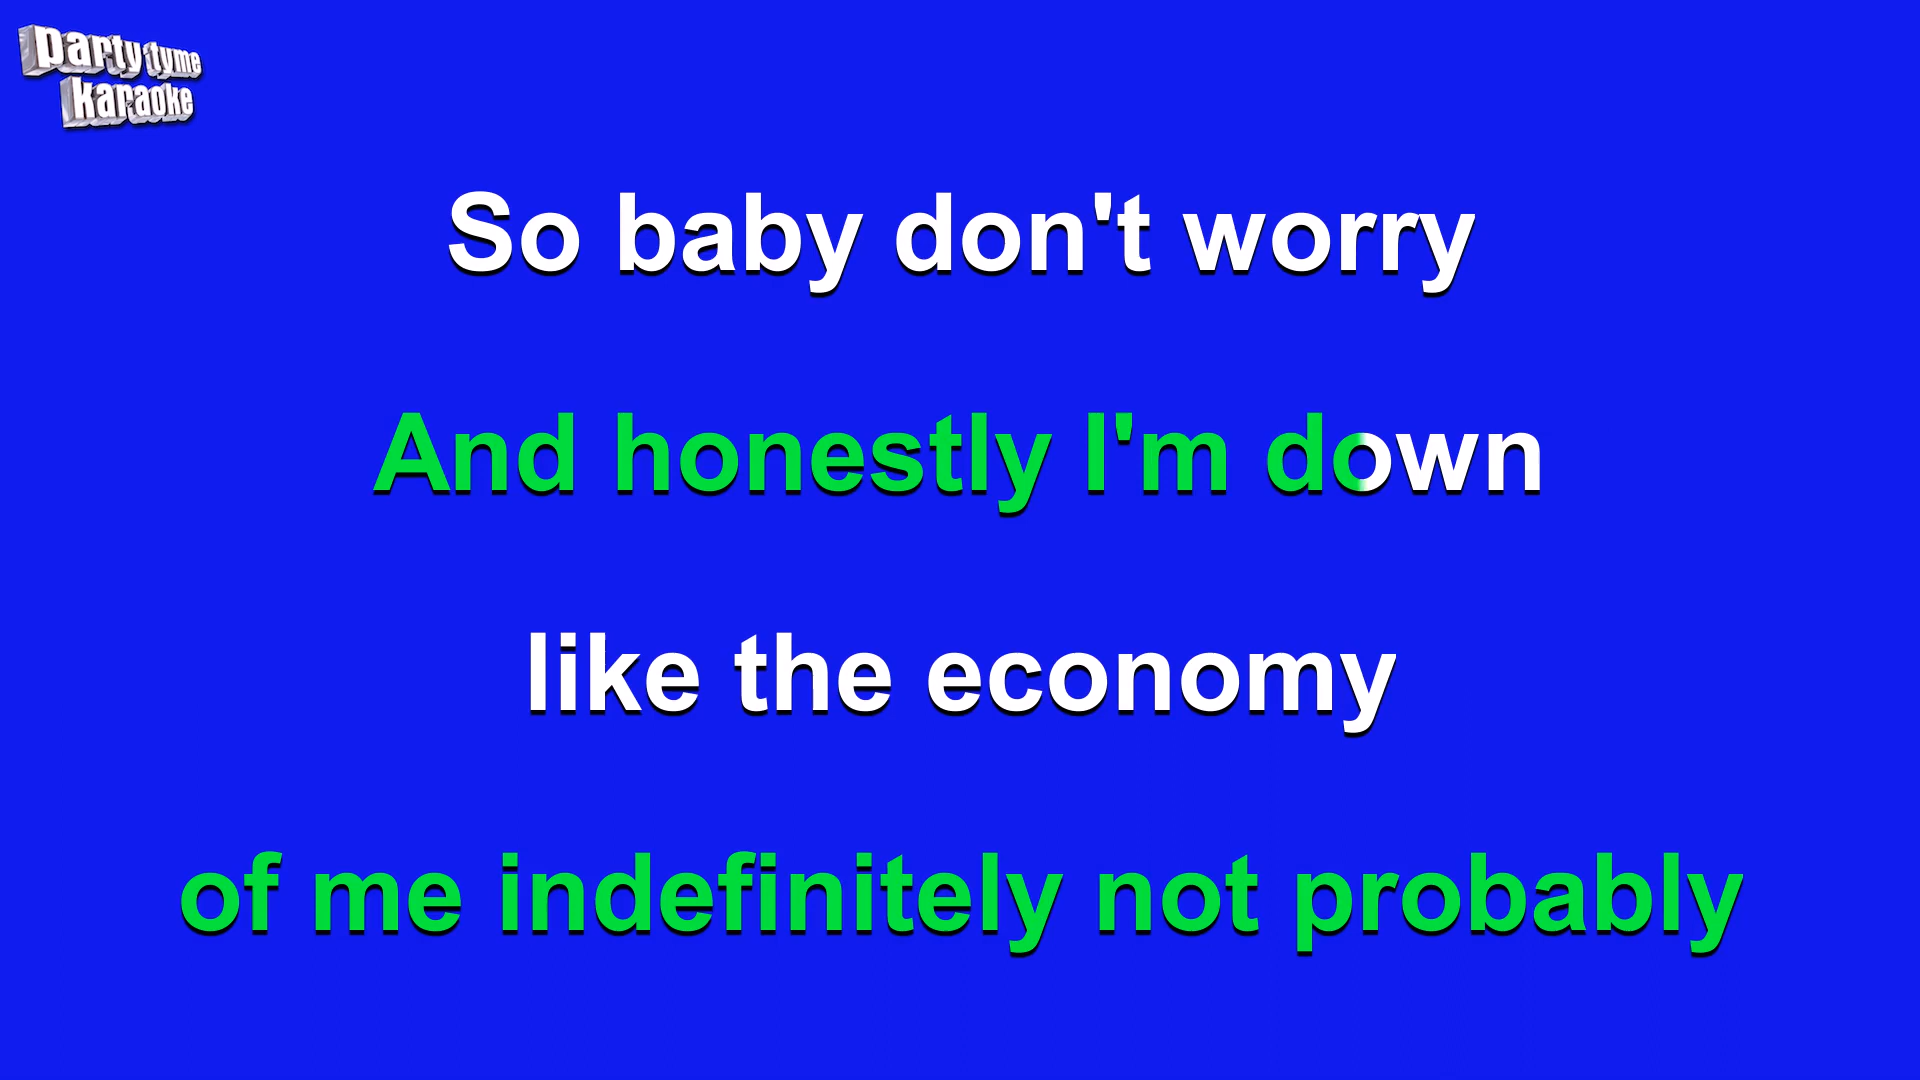 party tyme
karaoke
So baby don't worry
And honestly I'm down
like the economy
of me indefinitely not probably